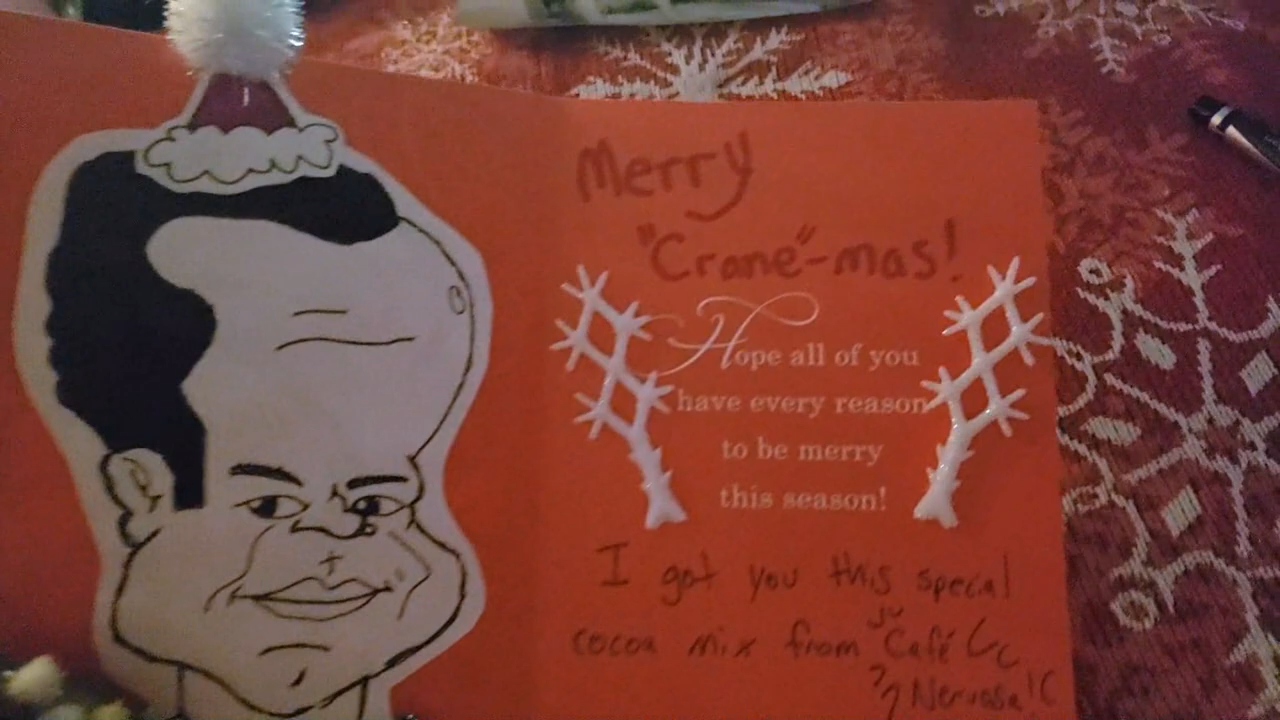 Merry
"Crane"-mas!
Hope all of you
have every reason
to be merry
this season!
I got you this special
cocoa mix from Café
Nervosa!